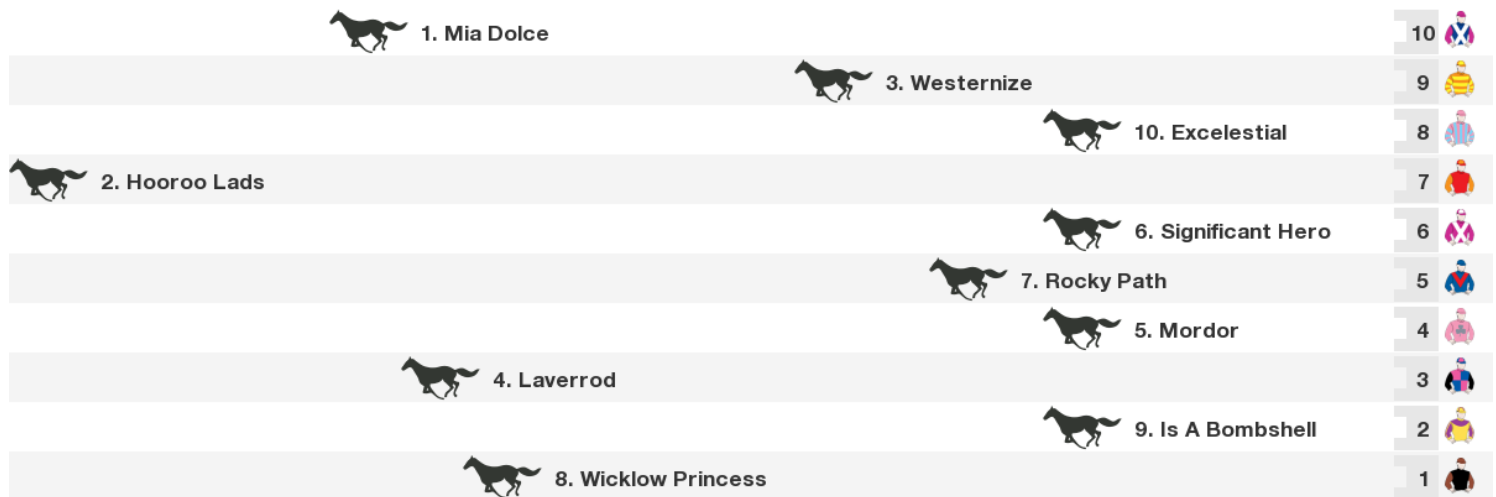 1. Mia Dolce 10
3. Westernize 9
10. Excelestial 8
2. Hooroo Lads 7
6. Significant Hero 6
7. Rocky Path 5
5. Mordor 4
4. Laverrod 3
9. Is A Bombshell 2
8. Wicklow Princess 1